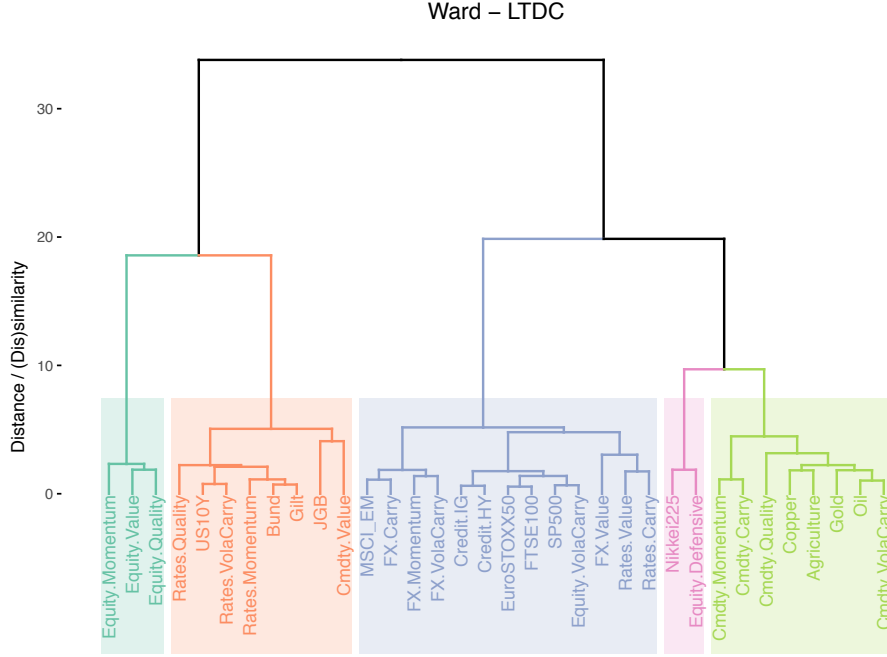 Ward – LTDC
Distance / (Dis)similarity
30
20
10
0
Equity.Momentum
Equity.Value
Equity.Quality
Rates.Quality
US10Y
Rates.VolaCarry
Rates.Momentum
Bund
Gilt
JGB
Cmdty.Value
MSCI_EM
FX.Carry
FX.Momentum
FX.VolaCarry
Credit.IG
Credit.HY
EuroSTOXX50
FTSE100
SP500
Equity.VolaCarry
FX.Value
Rates.Value
Rates.Carry
Nikkei225
Equity.Defensive
Cmdty.Momentum
Cmdty.Carry
Cmdty.Quality
Copper
Agriculture
Gold
Oil
Cmdty.VolaCarry